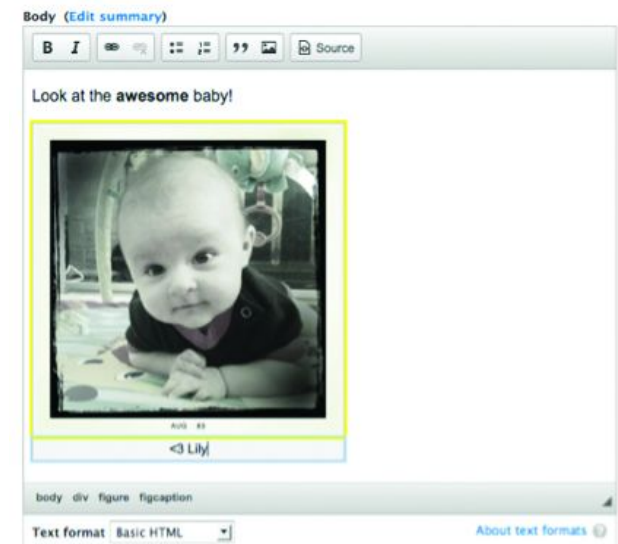 Body (Edit summary)
B I Source
Look at the awesome baby!
AUG 83
<3 Lily
body div figure figcaption
Text format Basic HTML About text formats